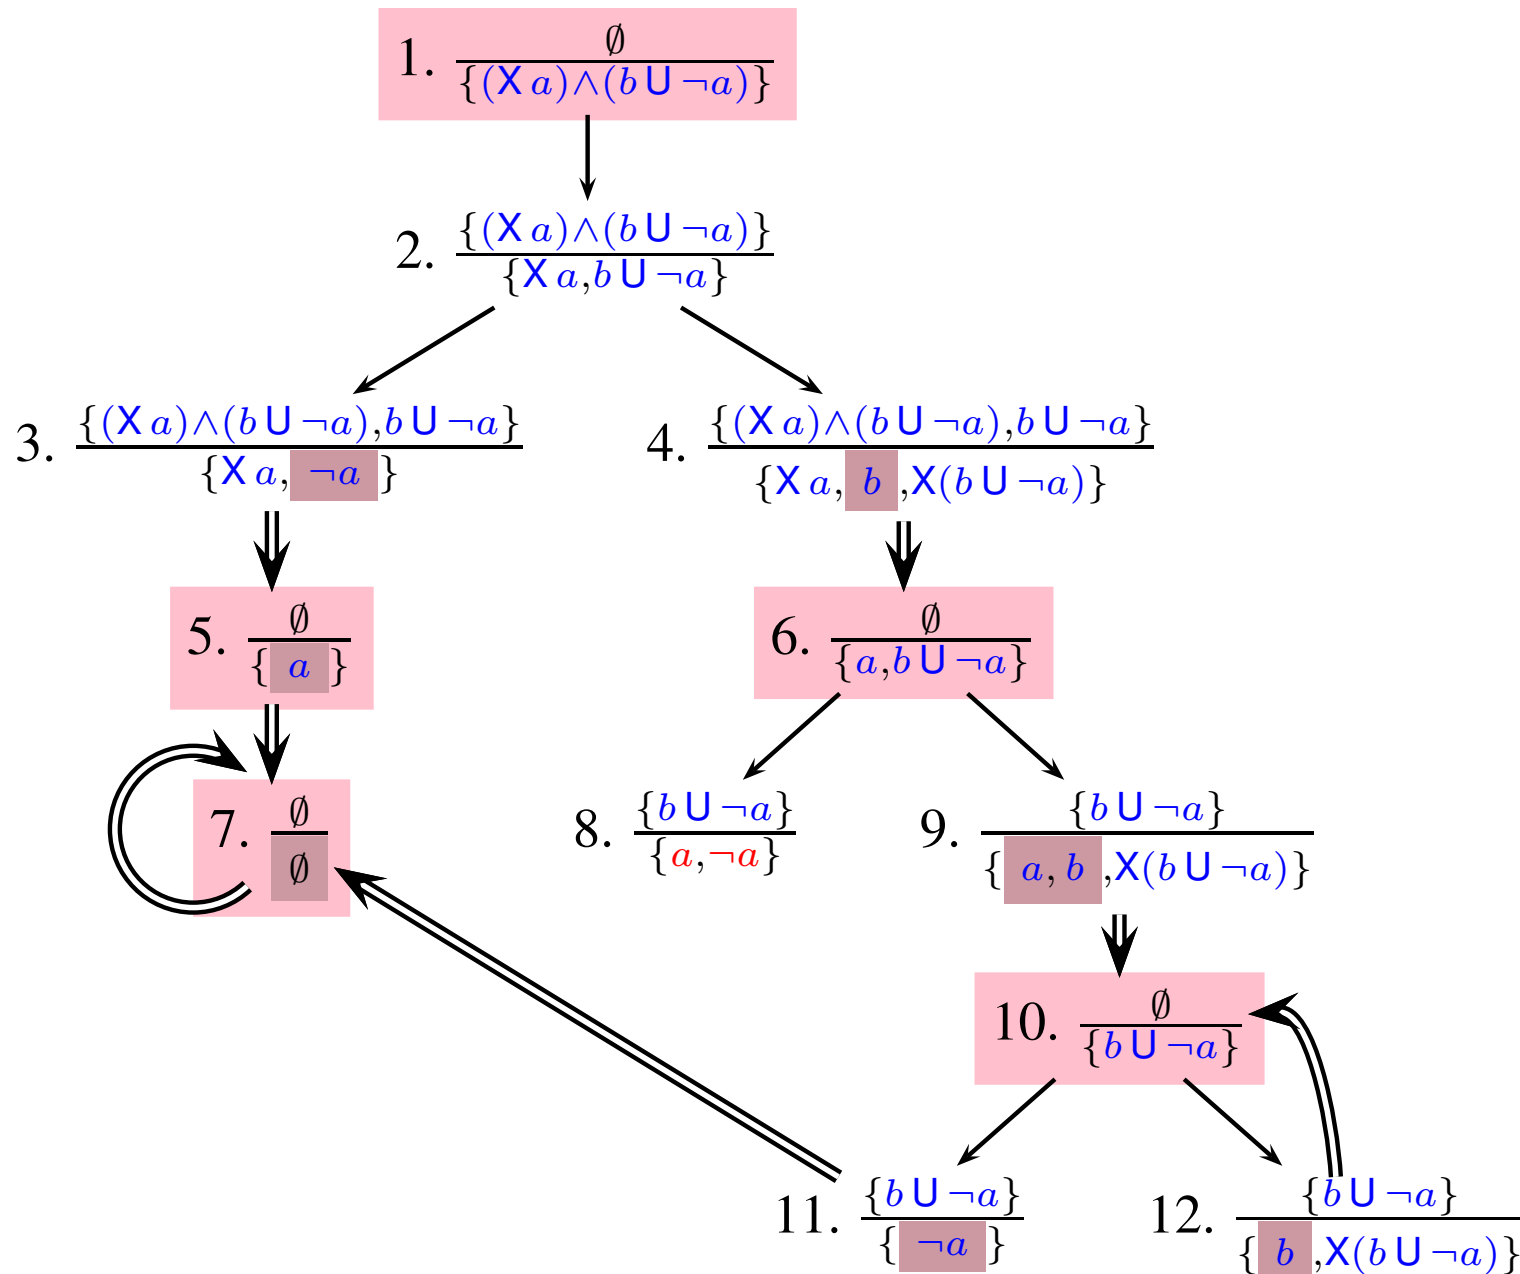 1. ∅
{(X a)∧(b U ¬a)}
2. {(X a)∧(b U ¬a)}
{X a,b U ¬a}
3. {(X a)∧(b U ¬a),b U ¬a}
{X a, ¬a }
4. {(X a)∧(b U ¬a),b U ¬a}
{X a, b ,X(b U ¬a)}
5. ∅
{ a }
6. ∅
{a,b U ¬a}
7. ∅
∅
8. {b U ¬a}
{a,¬a}
9. {b U ¬a}
{ a, b ,X(b U ¬a)}
10. ∅
{b U ¬a}
11. {b U ¬a}
{ ¬a }
12. {b U ¬a}
{ b ,X(b U ¬a)}